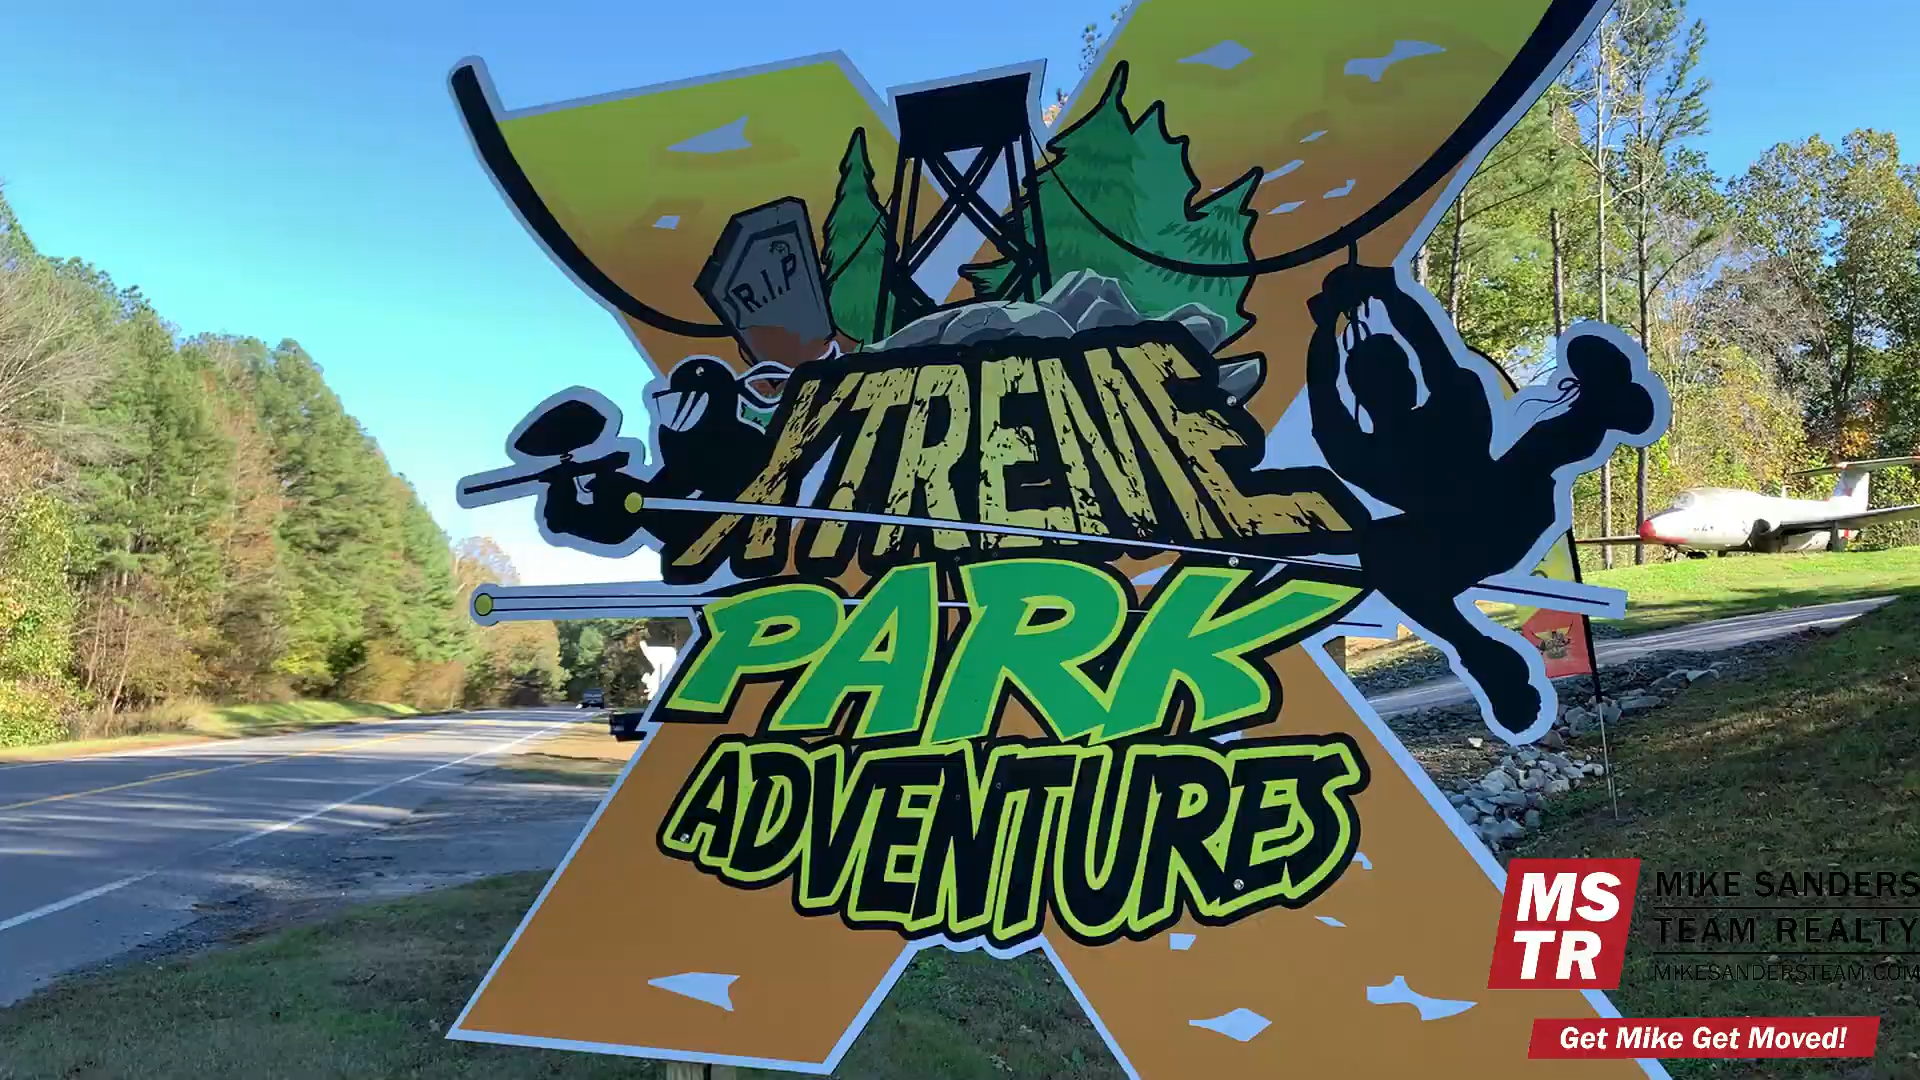 R.I.P
XTREME
PARK
ADVENTURES
MS
TR
MIKE SANDERS
TEAM REALTY
MIKESANDERSTEAM.COM
Get Mike Get Moved!